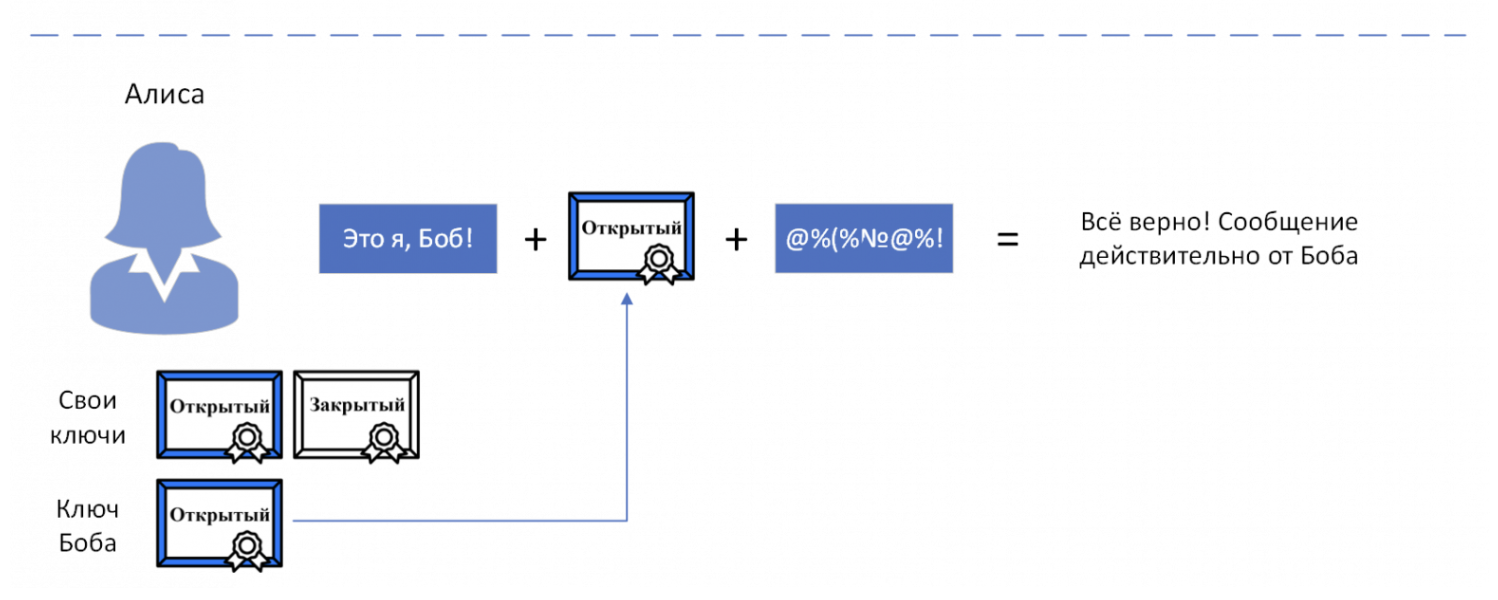 Алиса
Это я, Боб!
+
Открытый
+
@%(%№@%!
=
Всё верно! Сообщение
действительно от Боба
Свои
ключи
Открытый
Закрытый
Ключ
Боба
Открытый